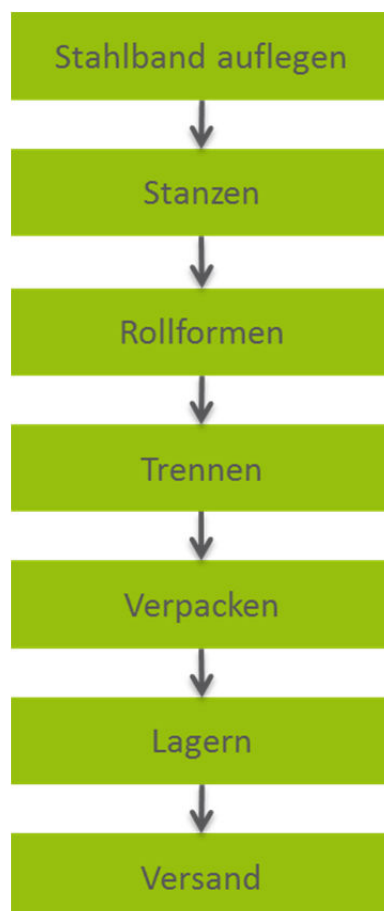 Stahlband auflegen
Stanzen
Rollformen
Trennen
Verpacken
Lagern
Versand